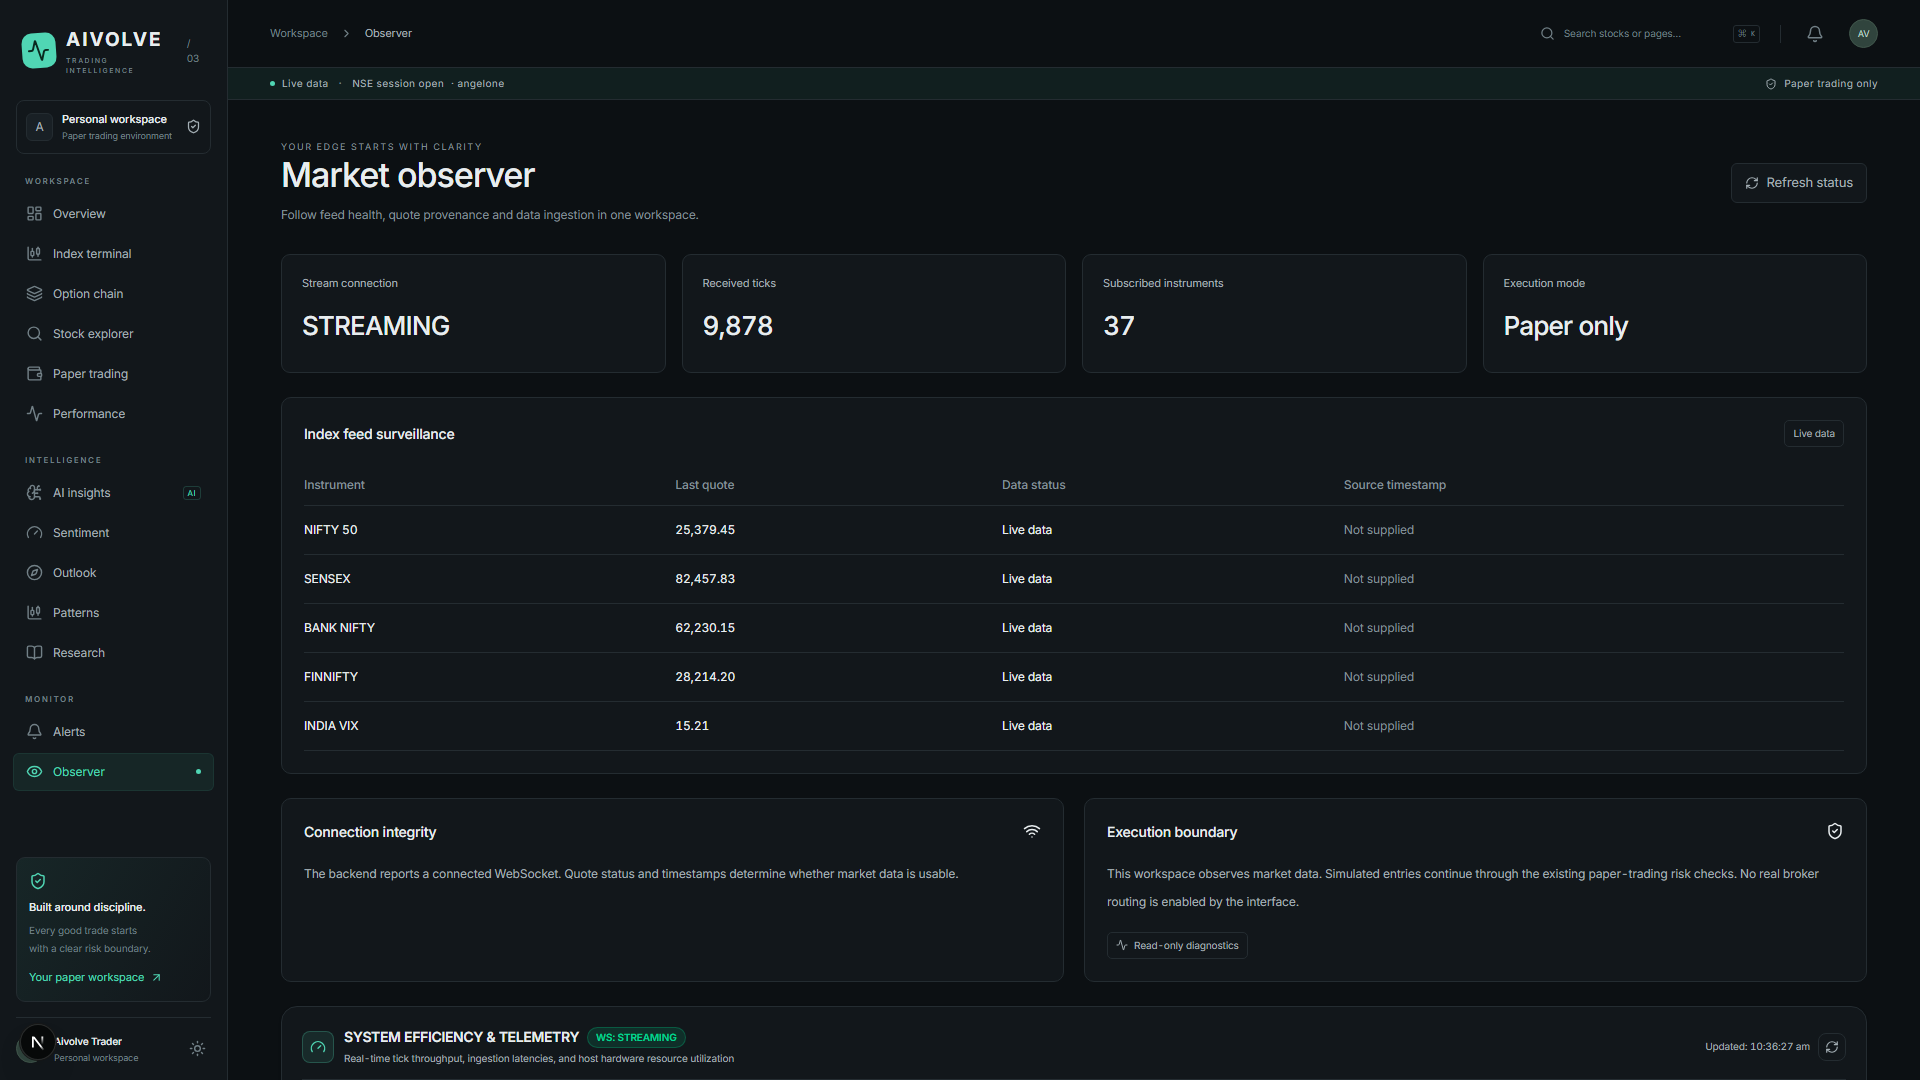 AIVOLVE
TRADING
INTELLIGENCE
/
03
A
Personal workspace
Paper trading environment
WORKSPACE
Overview
Index terminal
Option chain
Stock explorer
Paper trading
Performance
INTELLIGENCE
AI insights
AI
Sentiment
Outlook
Patterns
Research
MONITOR
Alerts
Observer
Built around discipline.
Every good trade starts
with a clear risk boundary.
Your paper workspace
N
Aivolve Trader
Personal workspace
Workspace
Observer
Search stocks or pages...
⌘ K
AV
Live data · NSE session open · angelone
Paper trading only
YOUR EDGE STARTS WITH CLARITY
Market observer
Follow feed health, quote provenance and data ingestion in one workspace.
Refresh status
Stream connection
STREAMING
Received ticks
9,878
Subscribed instruments
37
Execution mode
Paper only
Index feed surveillance
Live data
Instrument Last quote Data status Source timestamp
NIFTY 50 25,379.45 Live data Not supplied
SENSEX 82,457.83 Live data Not supplied
BANK NIFTY 62,230.15 Live data Not supplied
FINNIFTY 28,214.20 Live data Not supplied
INDIA VIX 15.21 Live data Not supplied
Connection integrity
The backend reports a connected WebSocket. Quote status and timestamps determine whether market data is usable.
Execution boundary
This workspace observes market data. Simulated entries continue through the existing paper-trading risk checks. No real broker
routing is enabled by the interface.
Read-only diagnostics
SYSTEM EFFICIENCY & TELEMETRY
WS: STREAMING
Real-time tick throughput, ingestion latencies, and host hardware resource utilization
Updated: 10:36:27 am